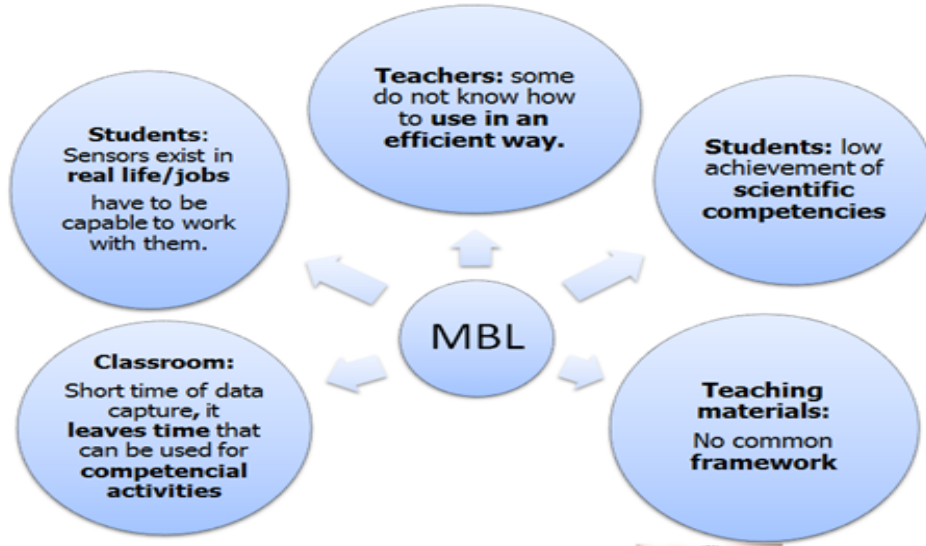 Teachers: some
do not know how
to use in an
efficient way.
Students:
Sensors exist in
real life/jobs
have to be
capable to work
with them.
Students: low
achievement of
scientific
competencies
MBL
Classroom:
Short time of data
capture, it
leaves time that
can be used for
competencial
activities
Teaching
materials:
No common
framework